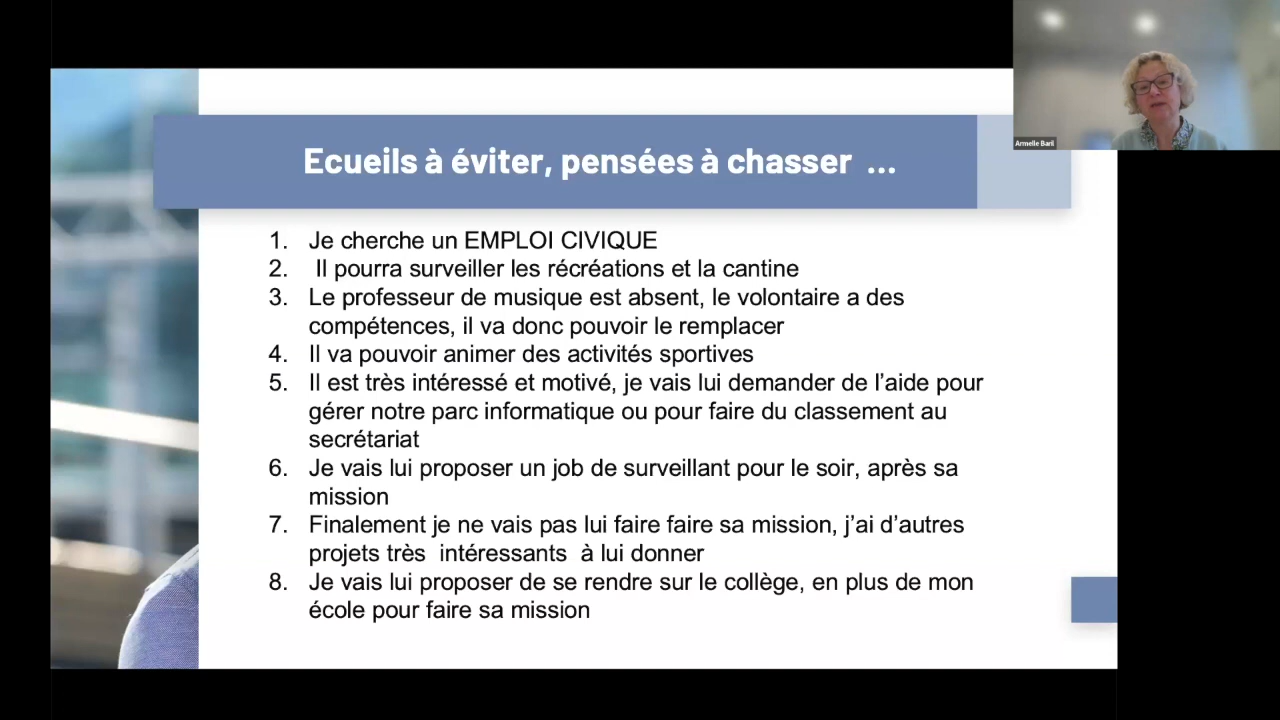 Armelle Barli
Ecueils à éviter, pensées à chasser ...
1. Je cherche un EMPLOI CIVIQUE
2. Il pourra surveiller les récréations et la cantine
3. Le professeur de musique est absent, le volontaire a des
compétences, il va donc pouvoir le remplacer
4. Il va pouvoir animer des activités sportives
5. Il est très intéressé et motivé, je vais lui demander de l’aide pour
gérer notre parc informatique ou pour faire du classement au
secrétariat
6. Je vais lui proposer un job de surveillant pour le soir, après sa
mission
7. Finalement je ne vais pas lui faire faire sa mission, j’ai d’autres
projets très intéressants à lui donner
8. Je vais lui proposer de se rendre sur le collège, en plus de mon
école pour faire sa mission